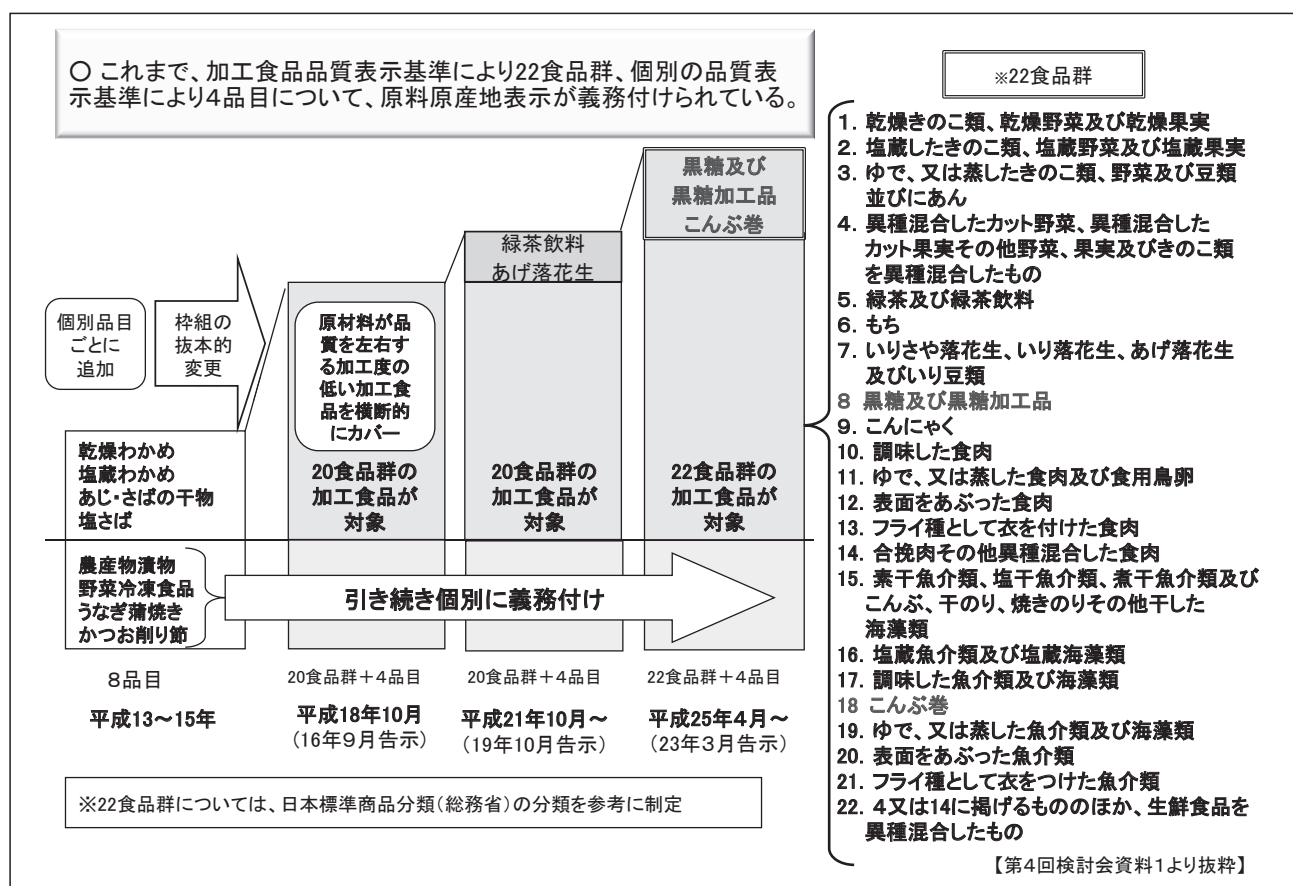 ○ これまで、加工食品品質表示基準により22食品群、個別の品質表
示基準により4品目について、原料原産地表示が義務付けられている。
個別品目
ごとに
追加
枠組の
抜本的
変更
乾燥わかめ
塩蔵わかめ
あじ・さばの干物
塩さば
農産物漬物
野菜冷凍食品
うなぎ蒲焼き
かつお削り節
8品目
平成13~15年
原材料が品
質を左右す
る加工度の
低い加工食
品を横断的
にカバー
20食品群の
加工食品が
対象
20食品群+4品目
平成18年10月
(16年9月告示)
緑茶飲料
あげ落花生
20食品群の
加工食品が
対象
20食品群+4品目
平成21年10月~
(19年10月告示)
黒糖及び
黒糖加工品
こんぶ巻
22食品群の
加工食品が
対象
22食品群+4品目
平成25年4月~
(23年3月告示)
引き続き個別に義務付け
※22食品群については、日本標準商品分類(総務省)の分類を参考に制定
※22食品群
1. 乾燥きのこ類、乾燥野菜及び乾燥果実
2. 塩蔵したきのこ類、塩蔵野菜及び塩蔵果実
3. ゆで、又は蒸したきのこ類、野菜及び豆類
並びにあん
4. 異種混合したカット野菜、異種混合した
カット果実その他野菜、果実及びきのこ類
を異種混合したもの
5. 緑茶及び緑茶飲料
6. もち
7. いりさや落花生、いり落花生、あげ落花生
及びいり豆類
8 黒糖及び黒糖加工品
9. こんにゃく
10. 調味した食肉
11. ゆで、又は蒸した食肉及び食用鳥卵
12. 表面をあぶった食肉
13. フライ種として衣を付けた食肉
14. 合挽肉その他異種混合した食肉
15. 素干魚介類、塩干魚介類、煮干魚介類及び
こんぶ、干のり、焼きのりその他干した
海藻類
16. 塩蔵魚介類及び塩蔵海藻類
17. 調味した魚介類及び海藻類
18 こんぶ巻
19. ゆで、又は蒸した魚介類及び海藻類
20. 表面をあぶった魚介類
21. フライ種として衣をつけた魚介類
22. 4又は14に掲げるもののほか、生鮮食品を
異種混合したもの
【第4回検討会資料1より抜粋】